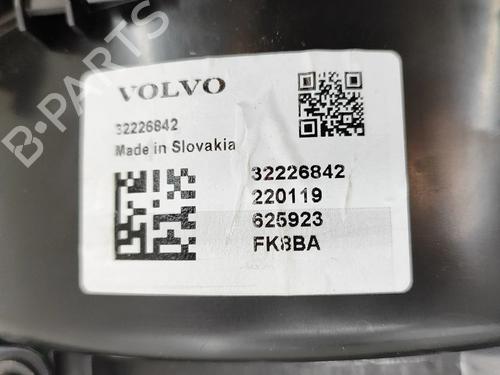 B-PARTS
VOLVO
32226842
Made in Slovakia
32226842
220119
625923
FK8BA